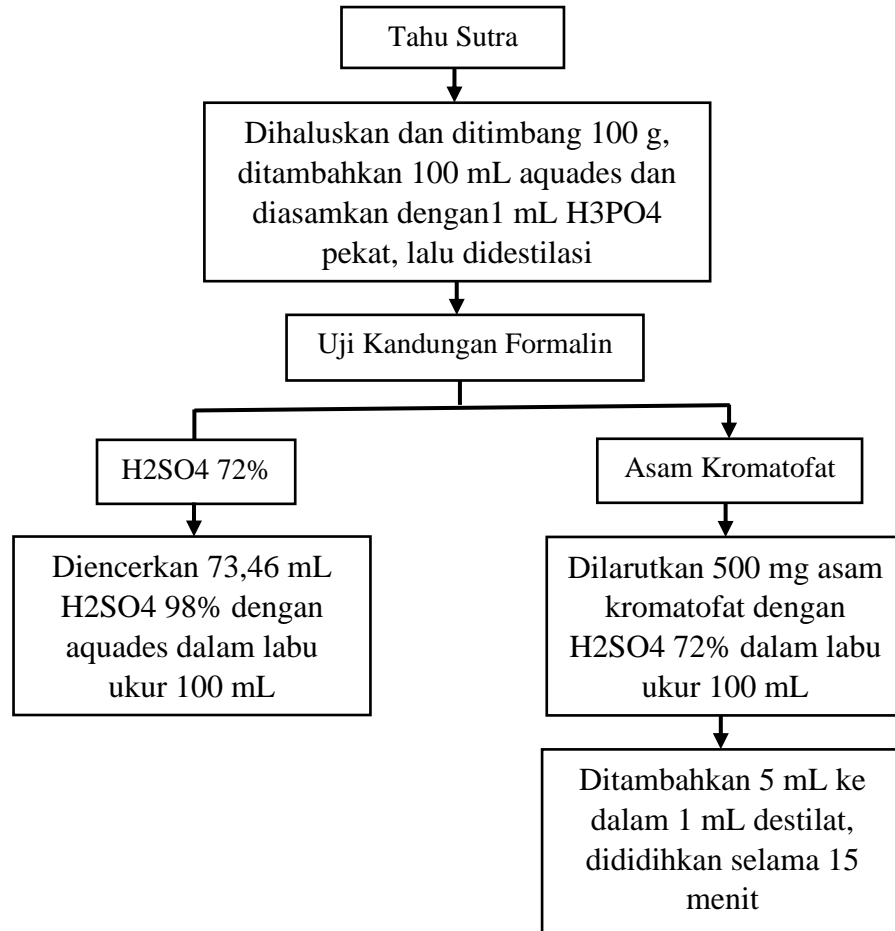 Tahu Sutra
Dihaluskan dan ditimbang 100 g,
ditambahkan 100 mL aquades dan
diasamkan dengan1 mL H3PO4
pekat, lalu didestilasi
Uji Kandungan Formalin
H2SO4 72%
Diencerkan 73,46 mL
H2SO4 98% dengan
aquades dalam labu
ukur 100 mL
Asam Kromatofat
Dilarutkan 500 mg asam
kromatofat dengan
H2SO4 72% dalam labu
ukur 100 mL
Ditambahkan 5 mL ke
dalam 1 mL destilat,
dididihkan selama 15
menit